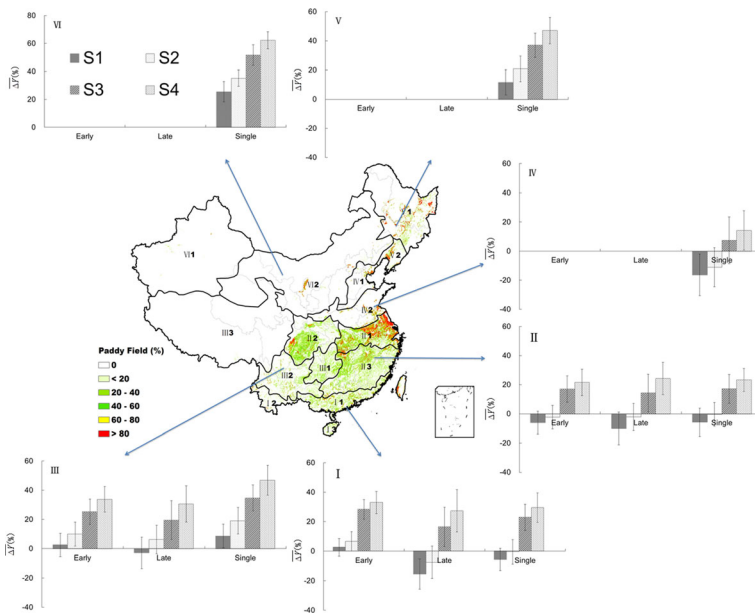 VI
80
60
40
20
0
ΔY(%)
S1 S2
S3 S4
Early Late Single
V
60
40
20
0
-20
-40
ΔY(%)
Early Late Single
IV
60
40
20
0
-20
-40
ΔY(%)
Early Late Single
V1
V2
VI1
VI2
IV1
IV2
III3
II2
II1
II3
III2
III1
I2
I1
I3
Paddy Field (%)
0
< 20
20 - 40
40 - 60
60 - 80
> 80
II
60
40
20
0
-20
-40
ΔY(%)
Early Late Single
III
60
40
20
0
-20
-40
ΔY(%)
Early Late Single
I
60
40
20
0
-20
-40
ΔY(%)
Early Late Single